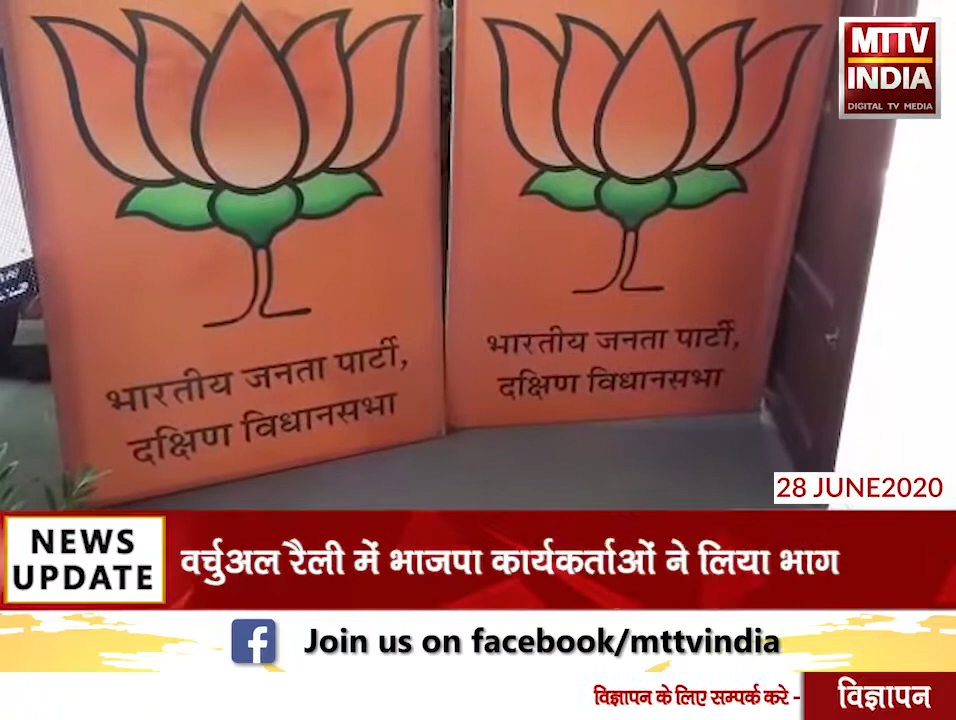 MTTV
INDIA
DIGITAL TV MEDIA
भारतीय जनता पार्टी,
दक्षिण विधानसभा
भारतीय जनता पार्टी,
दक्षिण विधानसभा
28 JUNE2020
NEWS
UPDATE
वर्चुअल रैली में भाजपा कार्यकर्ताओं ने लिया भाग
Join us on facebook/mttvindia
विज्ञापन के लिए सम्पर्क करे -
विज्ञापन